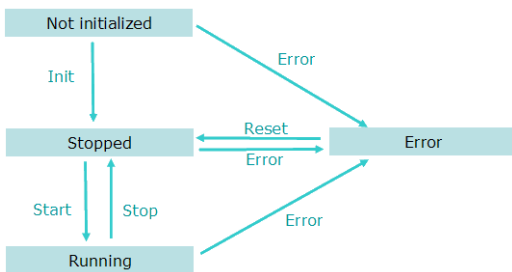 Not initialized
Error
Init
Reset
Stopped
Error
Error
Start
Stop
Error
Running